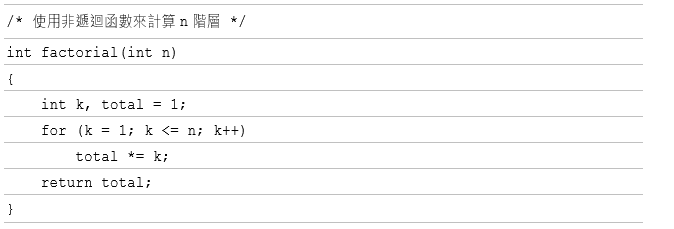 /* 使用非遞迴函數來計算 n 階層 */
int factorial(int n)
{
    int k, total = 1;
    for (k = 1; k <= n; k++)
        total *= k;
    return total;
}